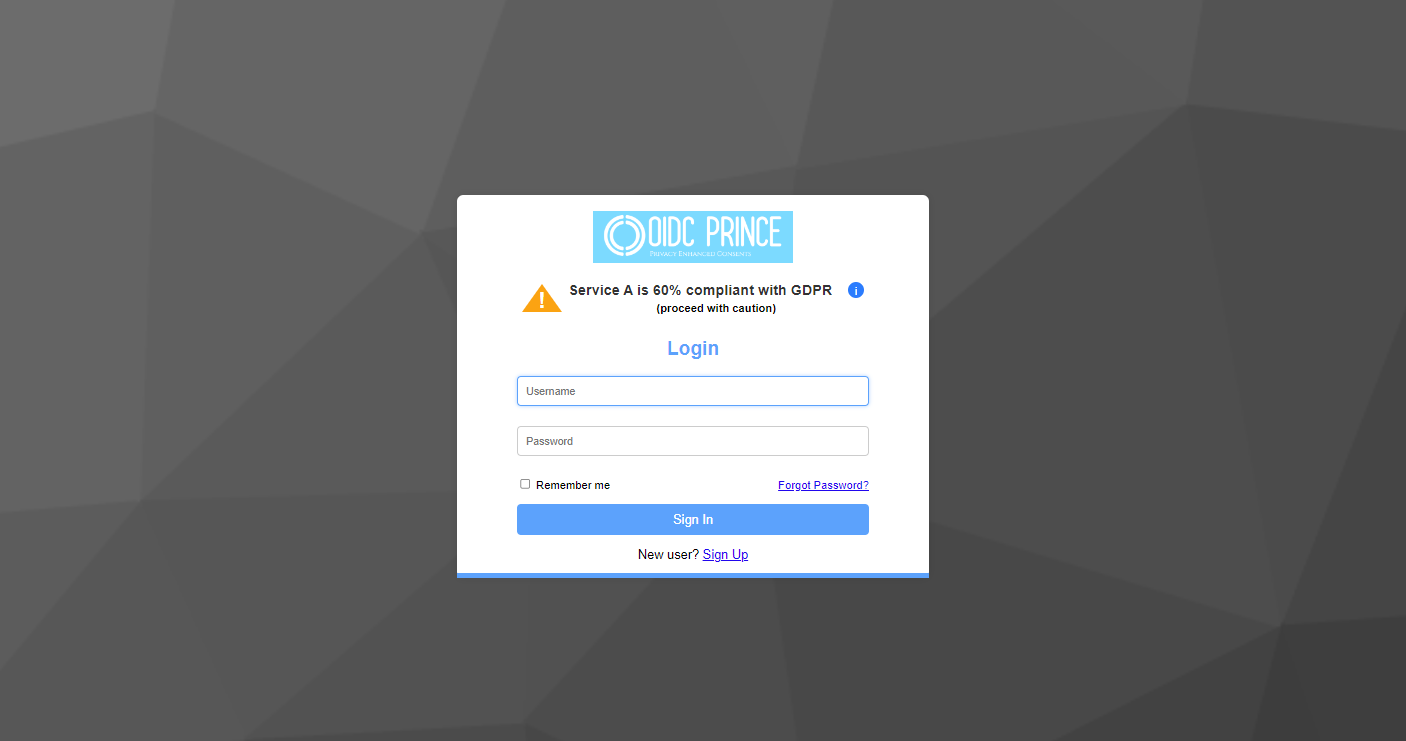 OIDC PRINCE
Privacy Enhanced Consents
Service A is 60% compliant with GDPR
(proceed with caution)
Login
Username
Password
Remember me
Forgot Password?
Sign In
New user? Sign Up